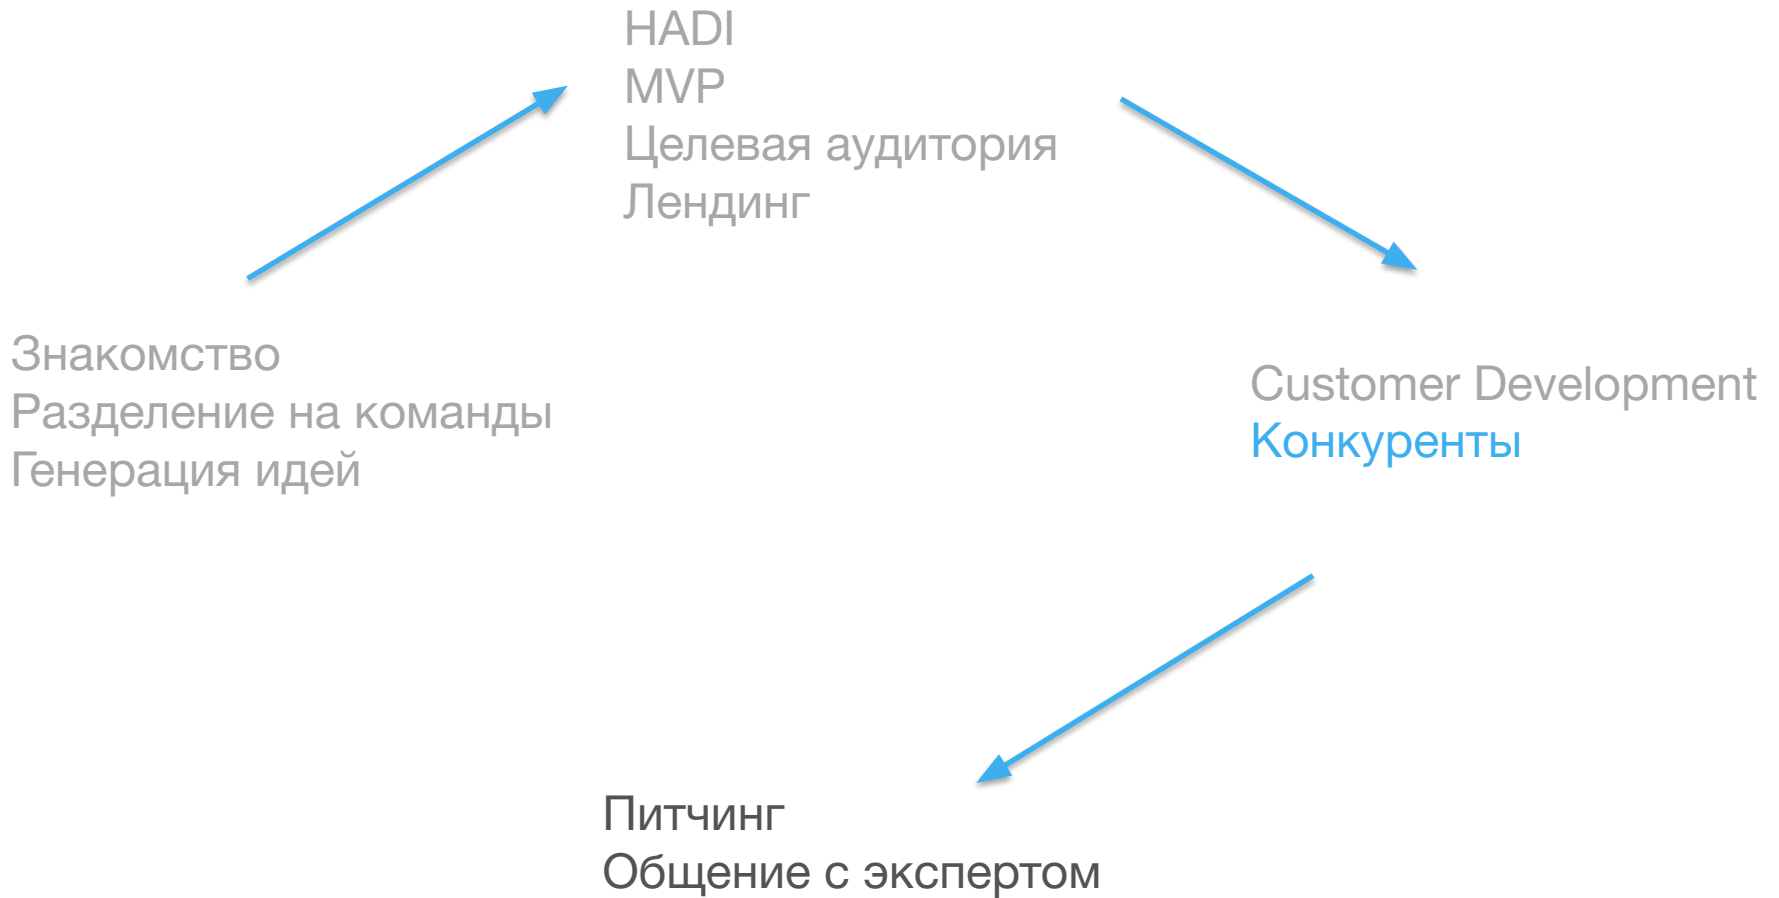 HADI
MVP
Целевая аудитория
Лендинг
Знакомство
Разделение на команды
Генерация идей
Customer Development
Конкуренты
Питчинг
Общение с экспертом